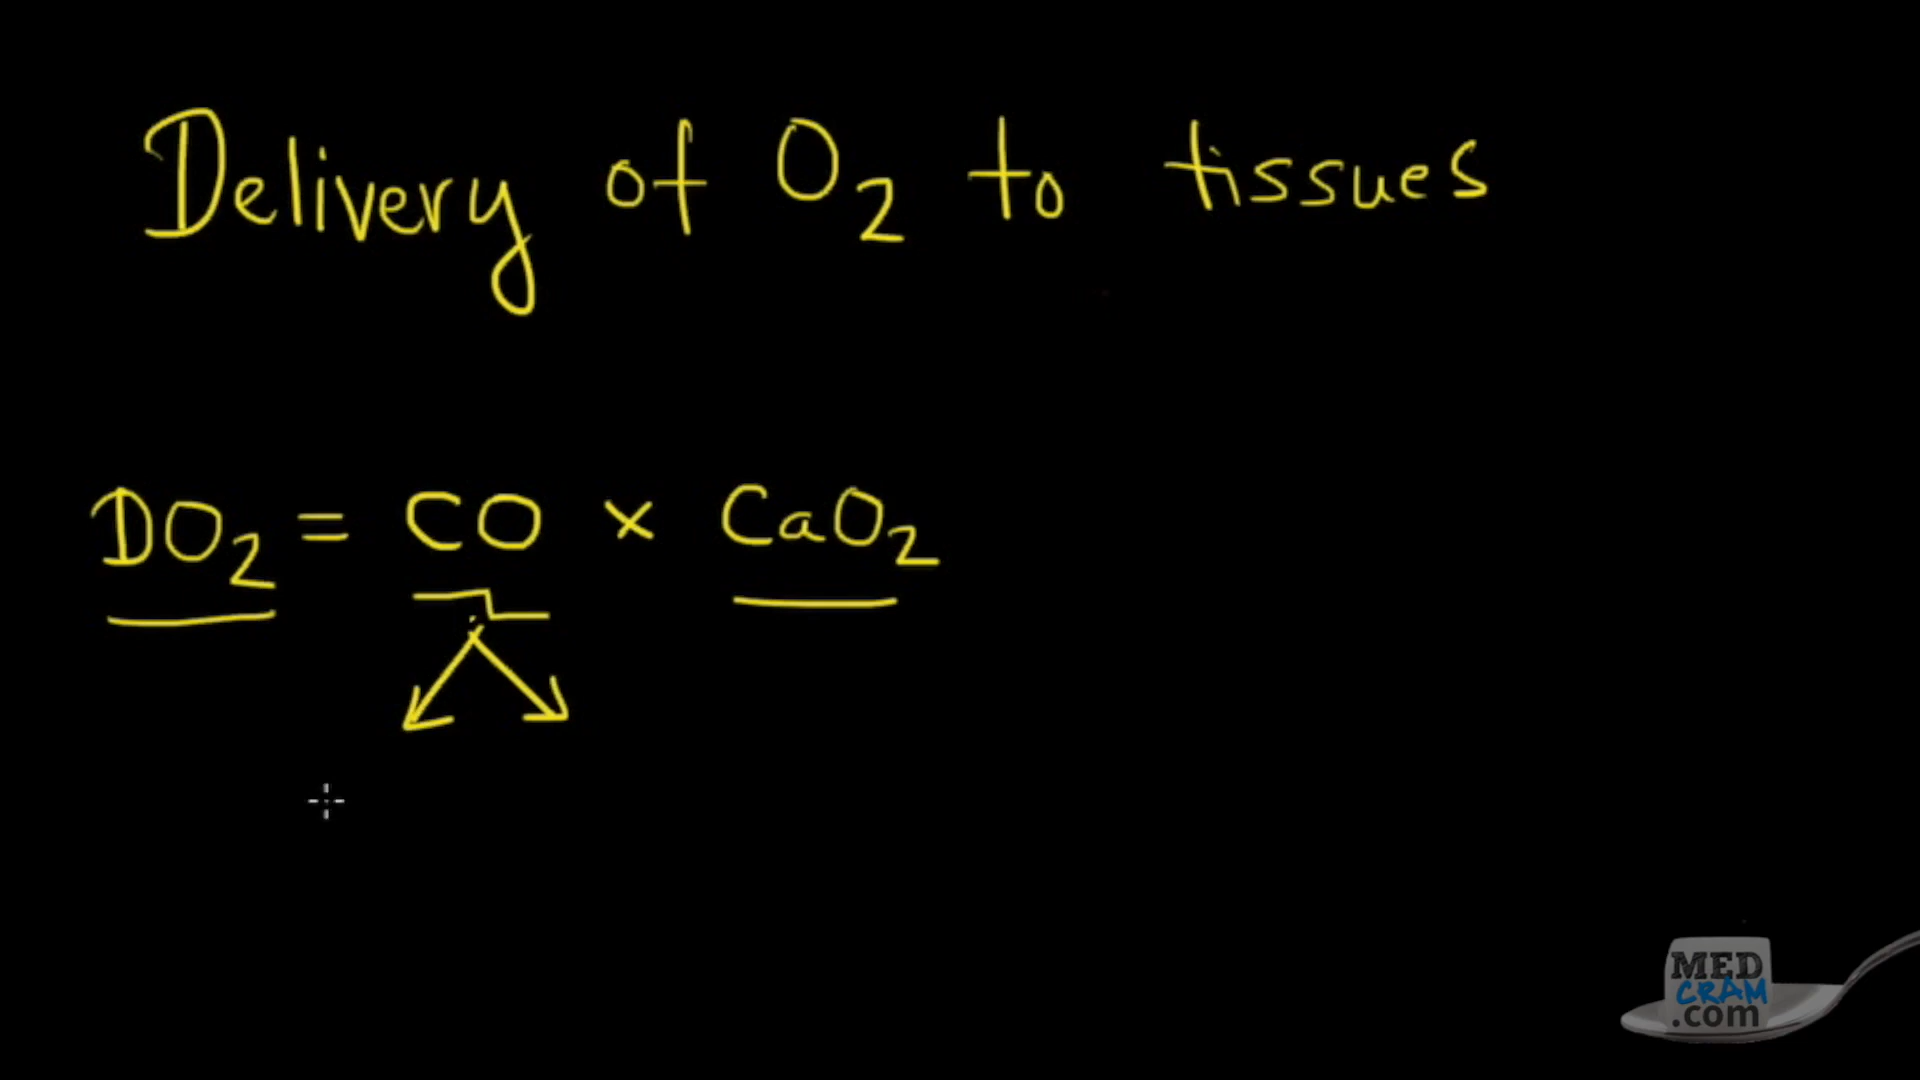 Delivery of O₂ to tissues
DO₂ = CO × CaO₂
MED
CRAM
.com